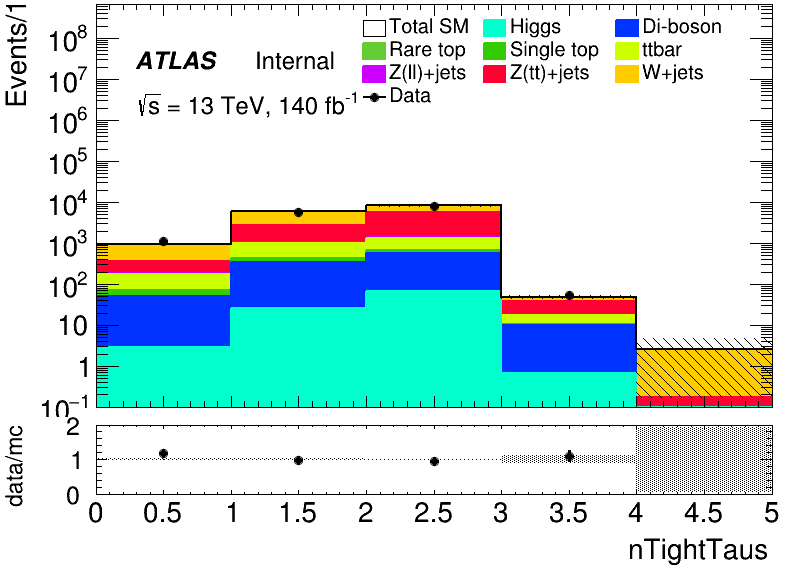 Events/1
10⁸
10⁷
10⁶
10⁵
10⁴
10³
10²
10
1
10⁻¹
ATLAS Internal
√s = 13 TeV, 140 fb⁻¹
Total SM Higgs Di-boson
Rare top Single top ttbar
Z(ll)+jets Z(tt)+jets W+jets
Data
data/mc
2
1
0
0 0.5 1 1.5 2 2.5 3 3.5 4 4.5 5
nTightTaus